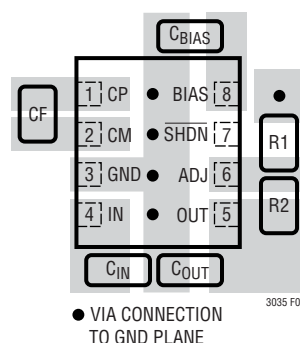 CBIAS
1 CP BIAS 8
CF
2 CM SHDN 7
R1
3 GND ADJ 6
4 IN OUT 5
R2
CIN COUT
3035 F0
● VIA CONNECTION
TO GND PLANE